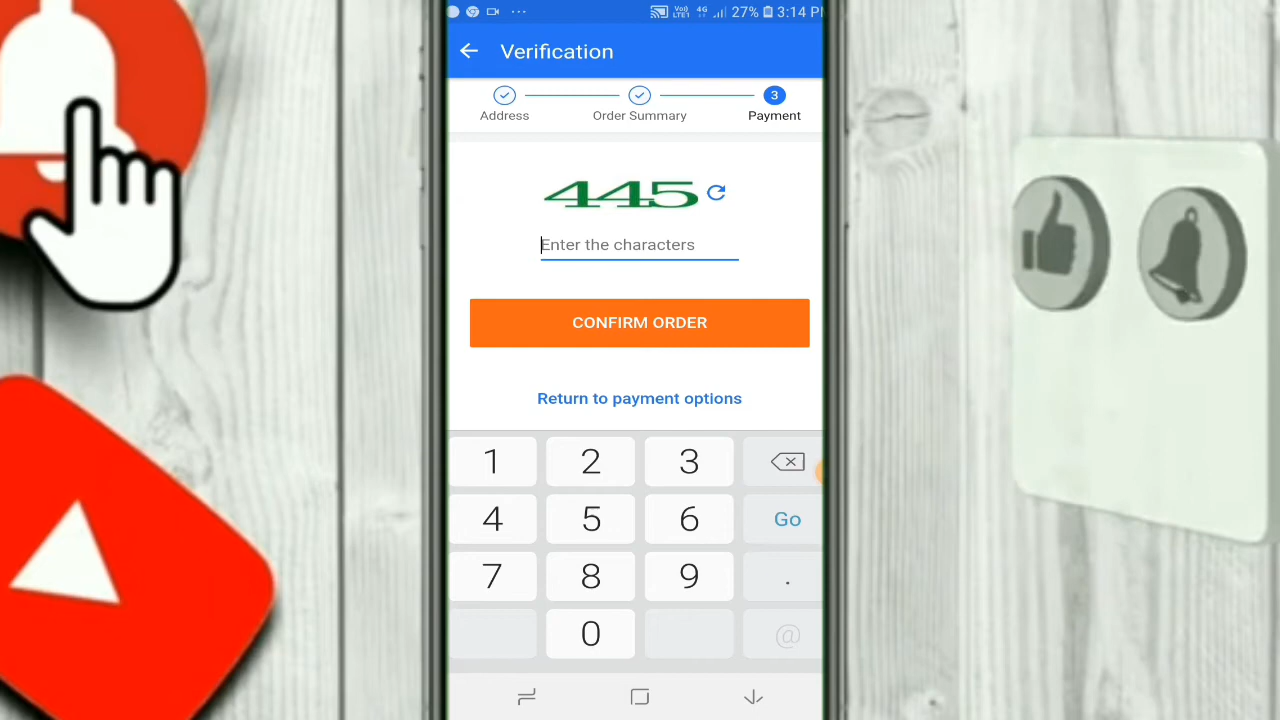 27% 3:14 P
Verification
3
Address Order Summary Payment
445
Enter the characters
CONFIRM ORDER
Return to payment options
1 2 3
4 5 6 Go
7 8 9 .
0 @